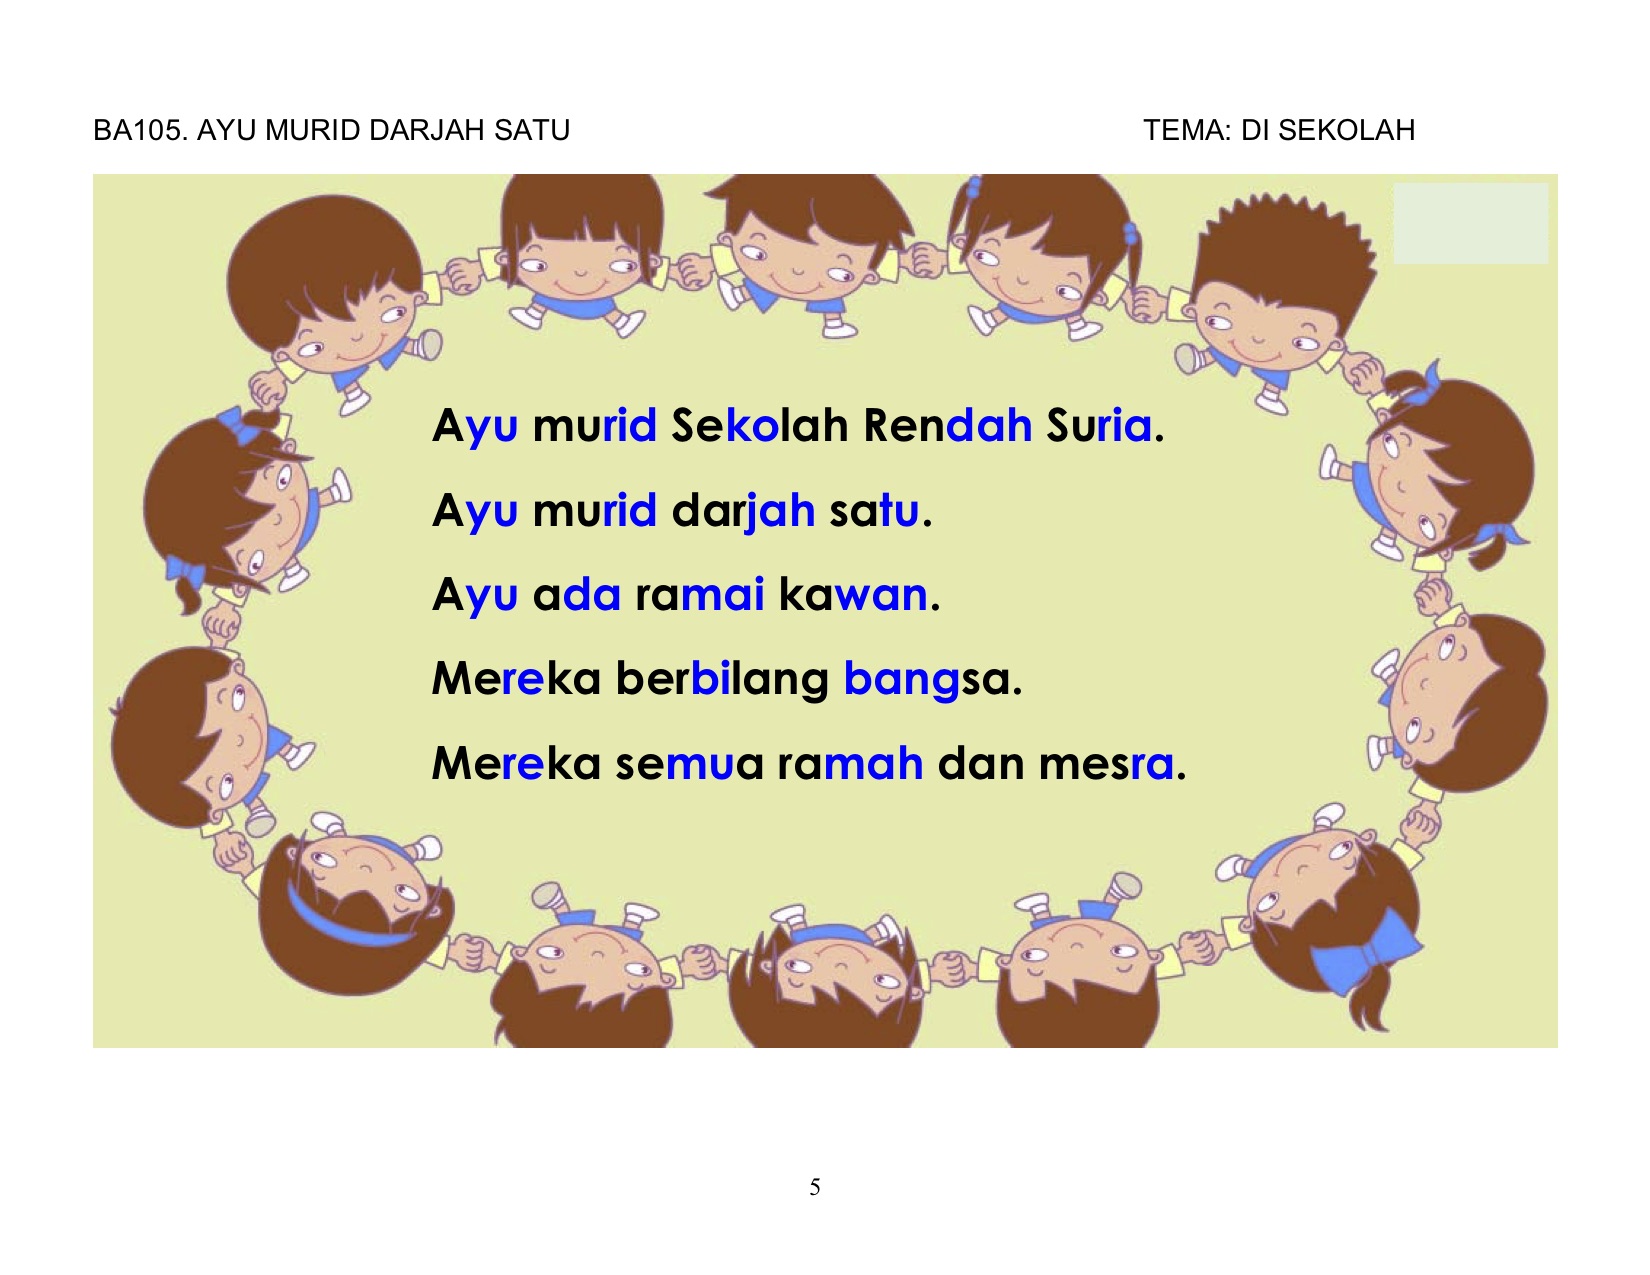 BA105. AYU MURID DARJAH SATU TEMA: DI SEKOLAH
Ayu murid Sekolah Rendah Suria.
Ayu murid darjah satu.
Ayu ada ramai kawan.
Mereka berbilang bangsa.
Mereka semua ramah dan mesra.
5